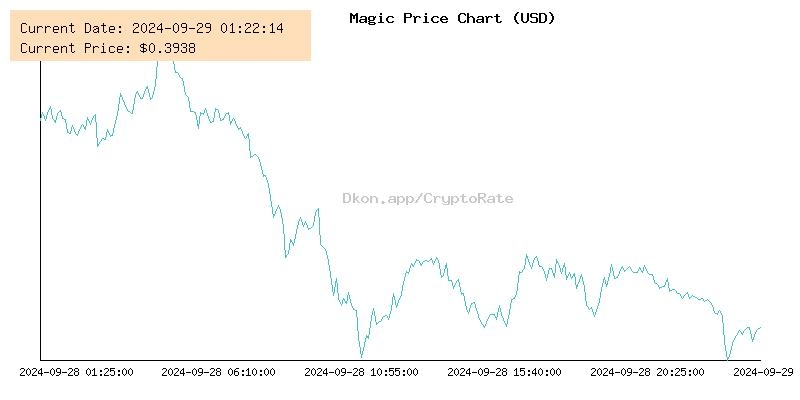 Magic Price Chart (USD)
Current Date: 2024-09-29 01:22:14
Current Price: $0.3938
Dkon.app/CryptoRate
2024-09-28 01:25:00 2024-09-28 06:10:00 2024-09-28 10:55:00 2024-09-28 15:40:00 2024-09-28 20:25:00 2024-09-29